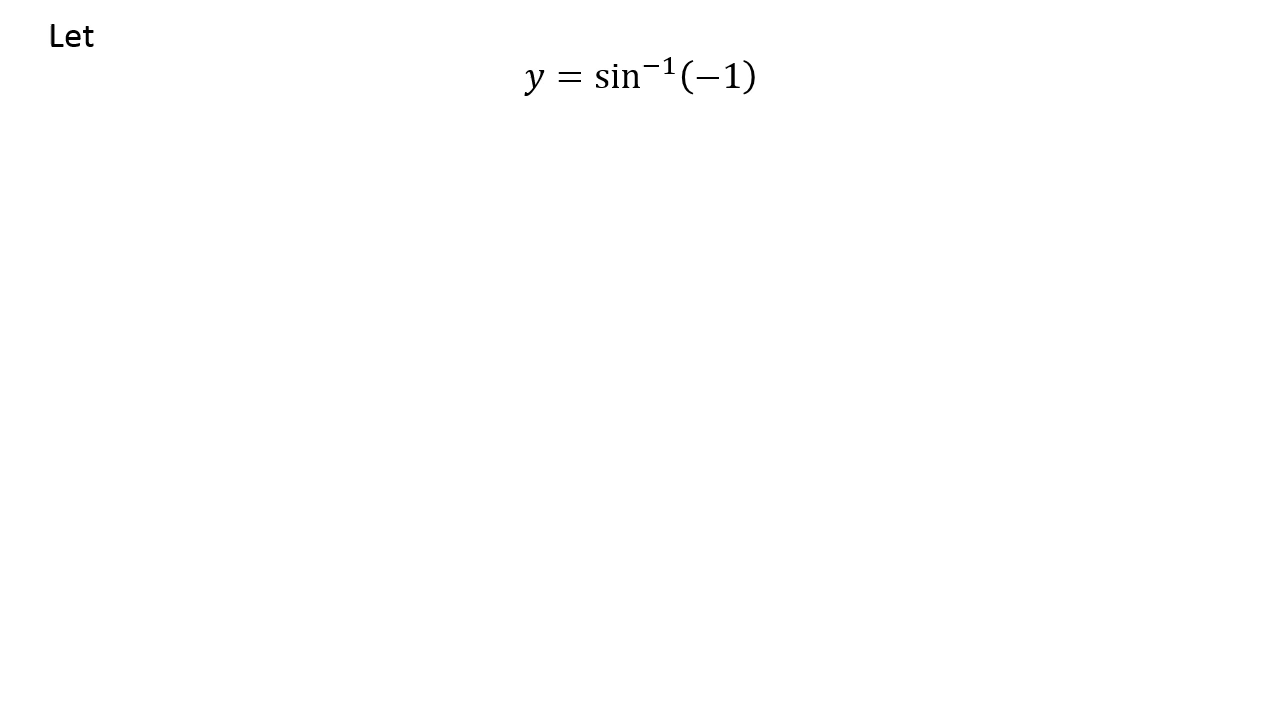 Let
y = sin⁻¹(−1)